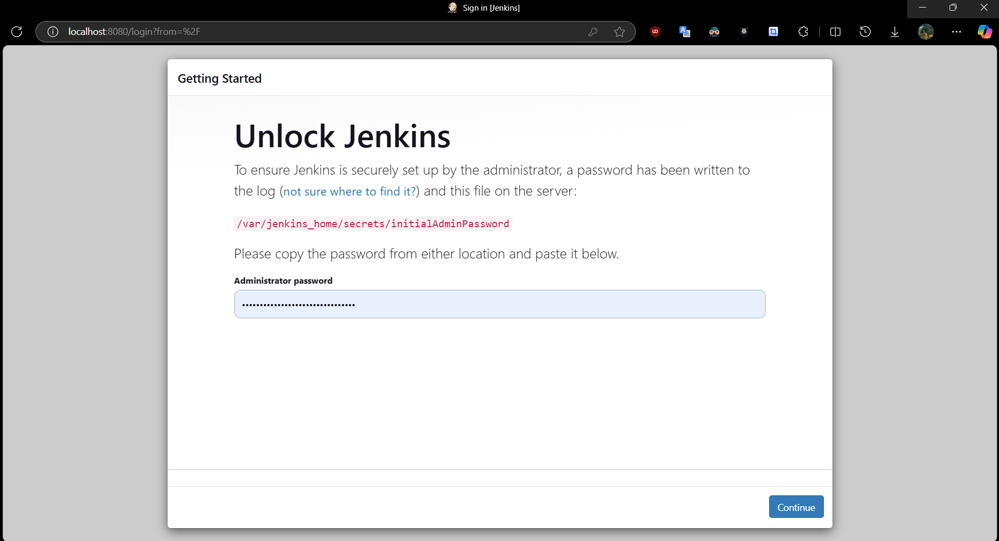 Sign in [Jenkins]
localhost:8080/login?from=%2F
Getting Started
Unlock Jenkins
To ensure Jenkins is securely set up by the administrator, a password has been written to
the log (not sure where to find it?) and this file on the server:
/var/jenkins_home/secrets/initialAdminPassword
Please copy the password from either location and paste it below.
Administrator password
••••••••••••••••••••••••••••••••
Continue